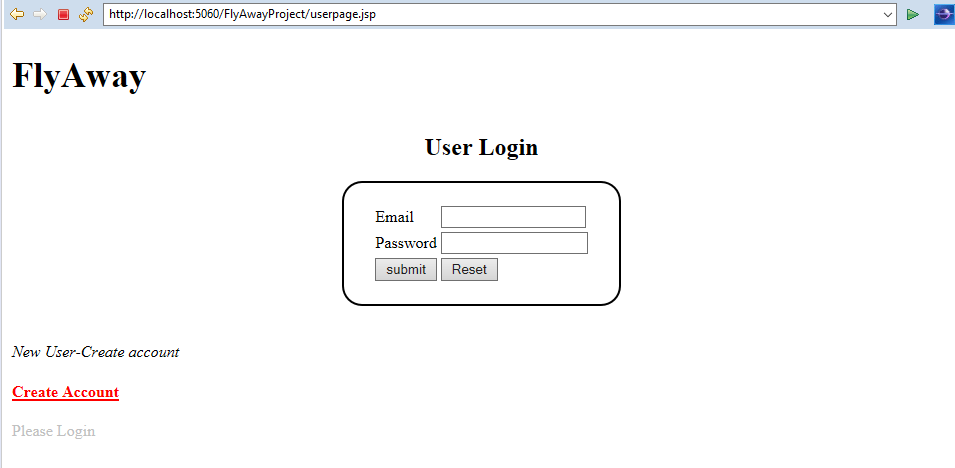 http://localhost:5060/FlyAwayProject/userpage.jsp
FlyAway
User Login
Email
Password
submit Reset
New User-Create account
Create Account
Please Login